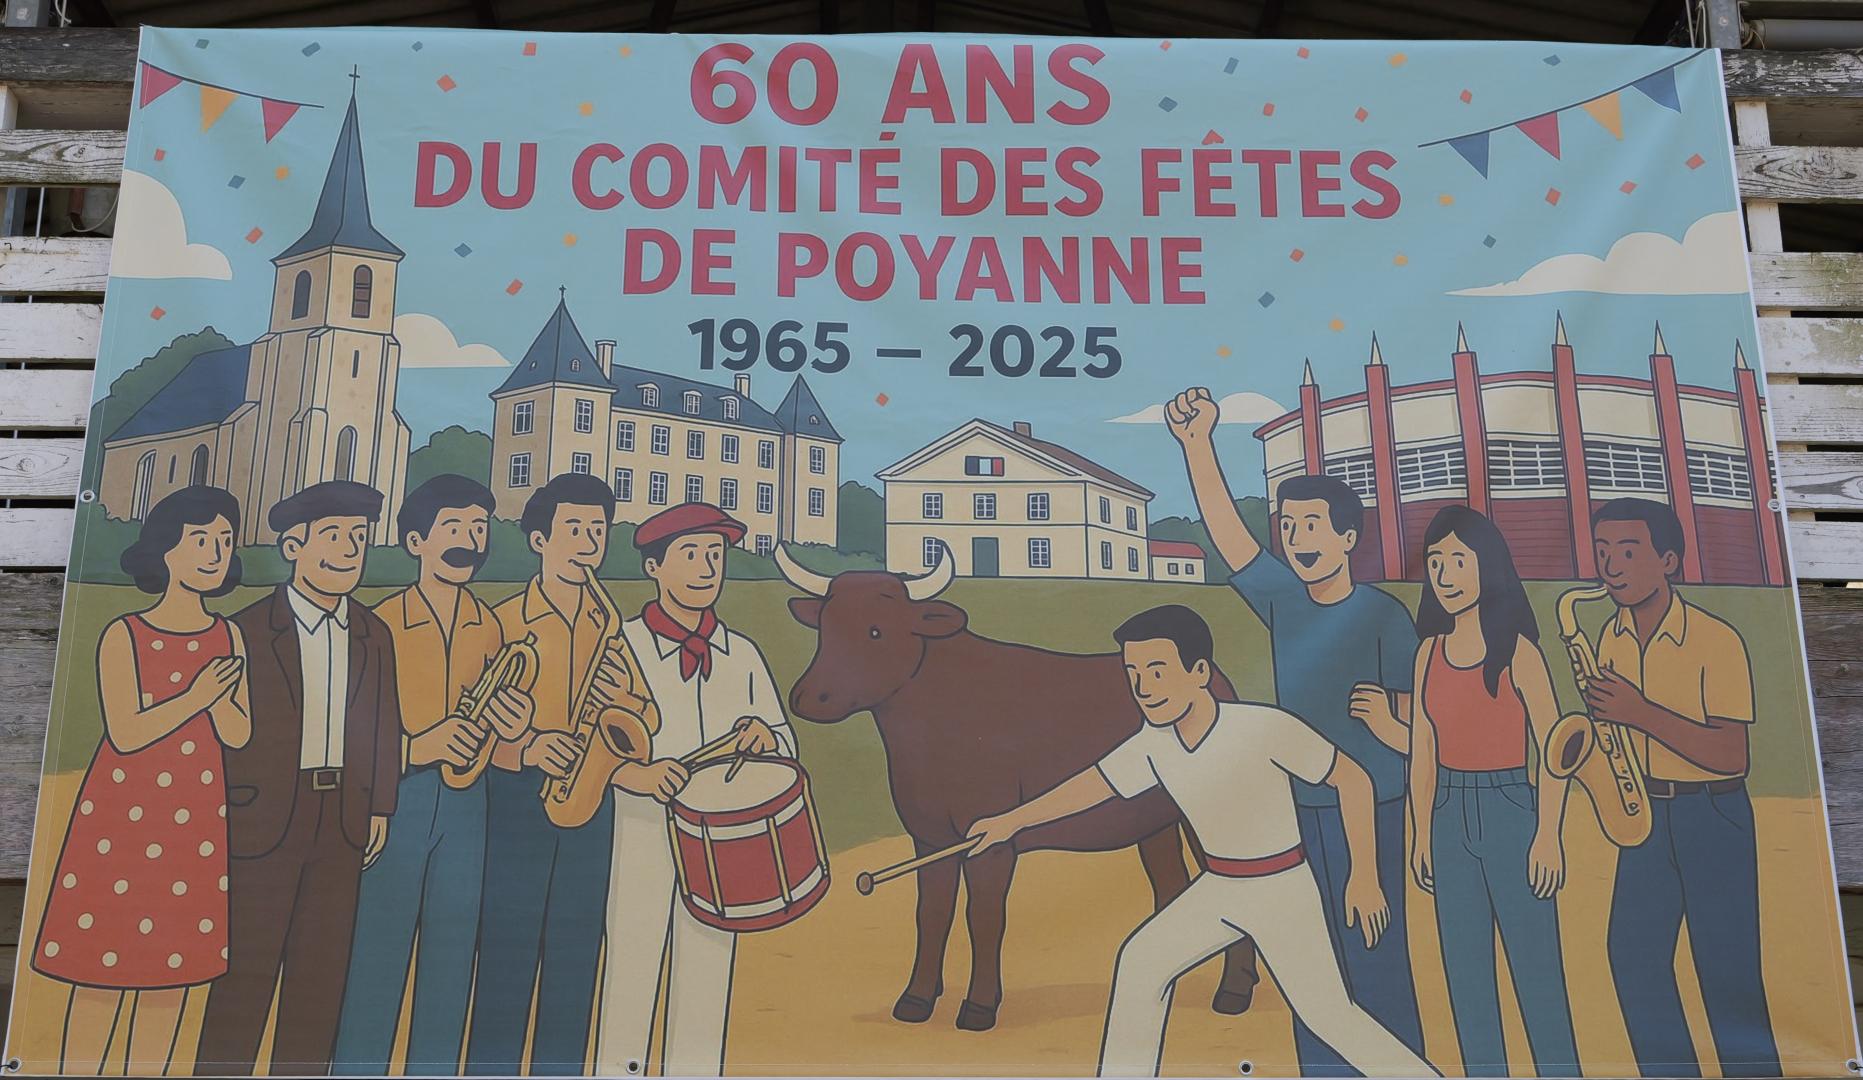 60 ANS
DU COMITÉ DES FÊTES
DE POYANNE
1965 – 2025